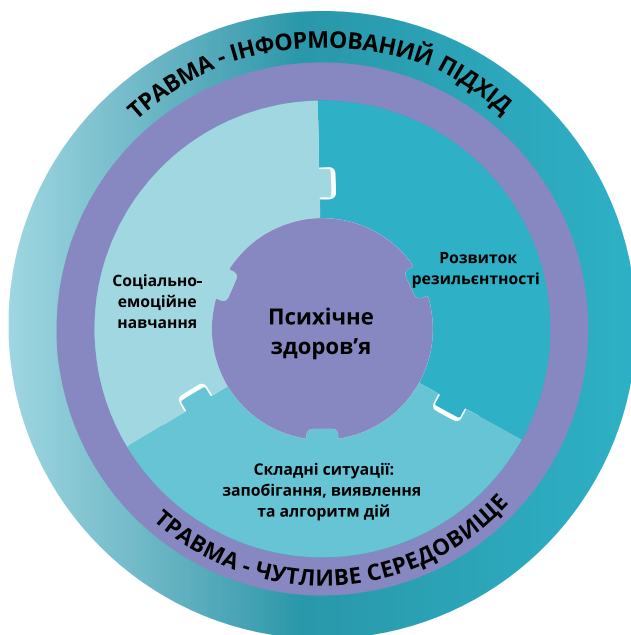 ТРАВМА - ІНФОРМОВАНИЙ ПІДХІД
Соціально-
емоційне
навчання
Розвиток
резильєнтності
Психічне
здоров’я
Складні ситуації:
запобігання, виявлення
та алгоритм дій
ТРАВМА - ЧУТЛИВЕ СЕРЕДОВИЩЕ